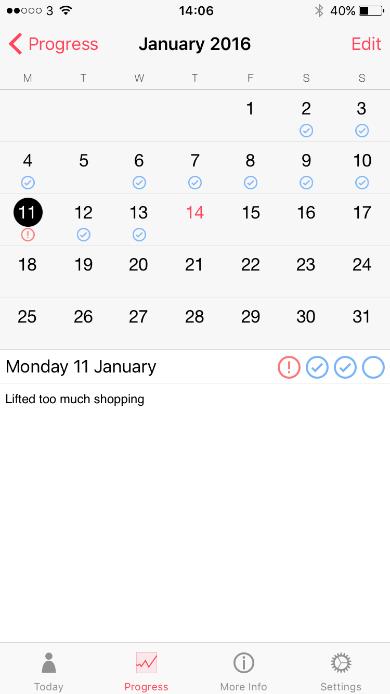 3 14:06 40%
Progress January 2016 Edit
M T W T F S S
1 2 3
4 5 6 7 8 9 10
11 12 13 14 15 16 17
18 19 20 21 22 23 24
25 26 27 28 29 30 31
Monday 11 January
Lifted too much shopping
Today Progress More Info Settings